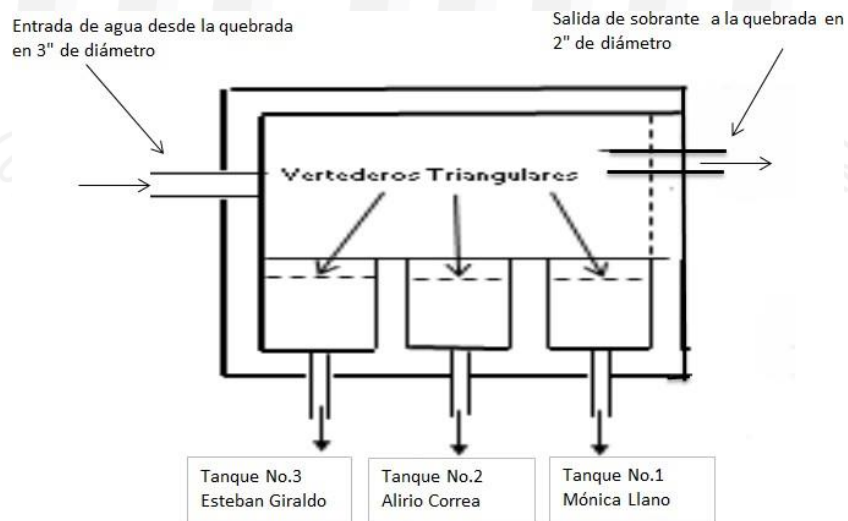 Entrada de agua desde la quebrada
en 3" de diámetro
Salida de sobrante a la quebrada en
2" de diámetro
Vertederos Triangulares
Tanque No.3
Esteban Giraldo
Tanque No.2
Alirio Correa
Tanque No.1
Mónica Llano